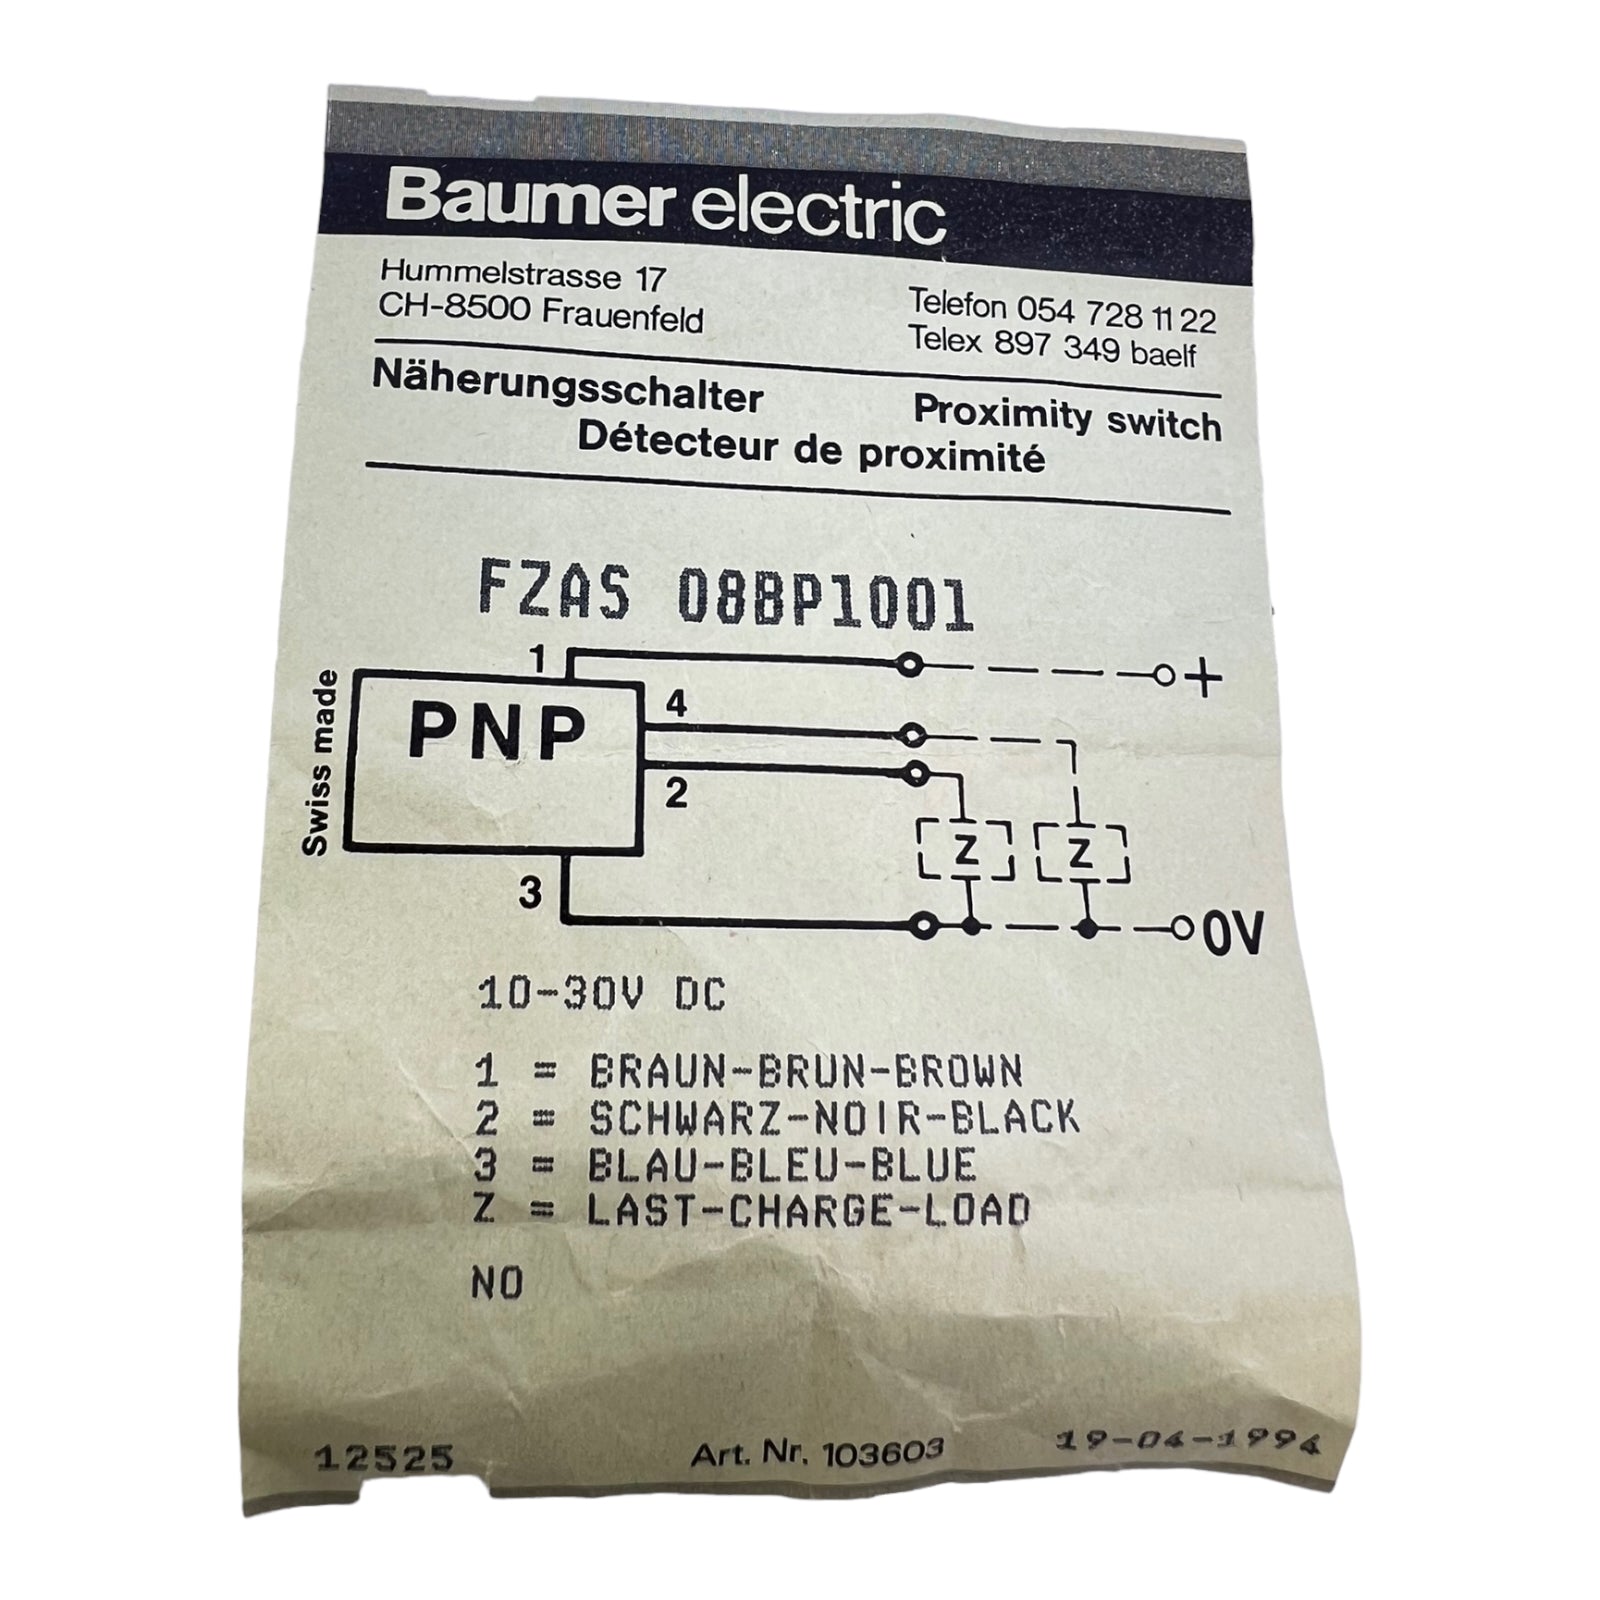 Baumer electric
Hummelstrasse 17
CH-8500 Frauenfeld
Telefon 054 728 11 22
Telex 897 349 baelf
Näherungsschalter
Proximity switch
Détecteur de proximité
FZAS 08BP1001
Swiss made
PNP
1
+
4
2
Z Z
3
0V
10-30V DC
1 = BRAUN-BRUN-BROWN
2 = SCHWARZ-NOIR-BLACK
3 = BLAU-BLEU-BLUE
Z = LAST-CHARGE-LOAD
NO
12525
Art. Nr. 103603
19-04-1994